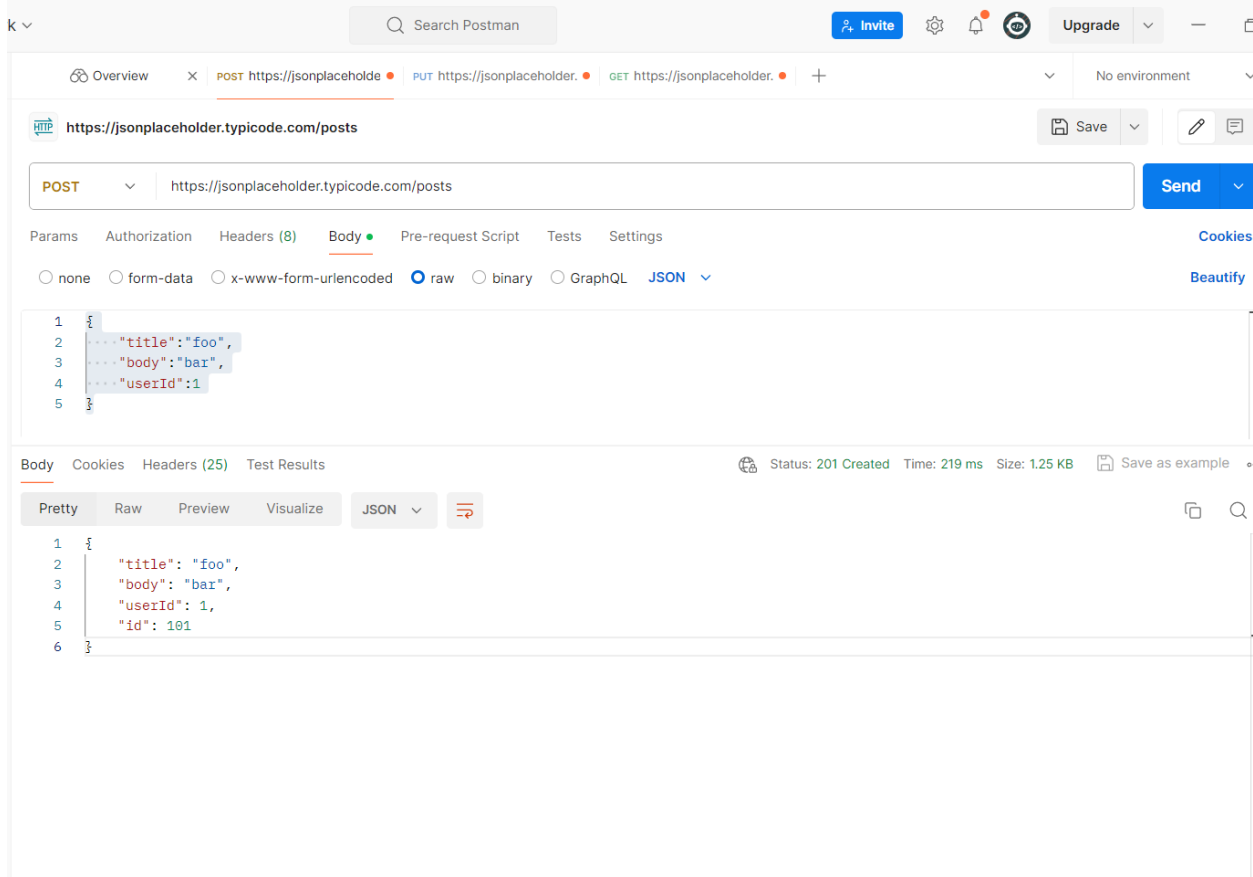 k
Search Postman
Invite
Upgrade
Overview
POST https://jsonplaceholde
PUT https://jsonplaceholder.
GET https://jsonplaceholder.
No environment
HTTP https://jsonplaceholder.typicode.com/posts
Save
POST https://jsonplaceholder.typicode.com/posts
Send
Params Authorization Headers (8) Body Pre-request Script Tests Settings Cookies
none form-data x-www-form-urlencoded raw binary GraphQL JSON Beautify
1 {
2 ····"title":"foo",
3 ····"body":"bar",
4 ····"userId":1
5 }
Body Cookies Headers (25) Test Results Status: 201 Created Time: 219 ms Size: 1.25 KB Save as example
Pretty Raw Preview Visualize JSON
1 {
2 "title": "foo",
3 "body": "bar",
4 "userId": 1,
5 "id": 101
6 }